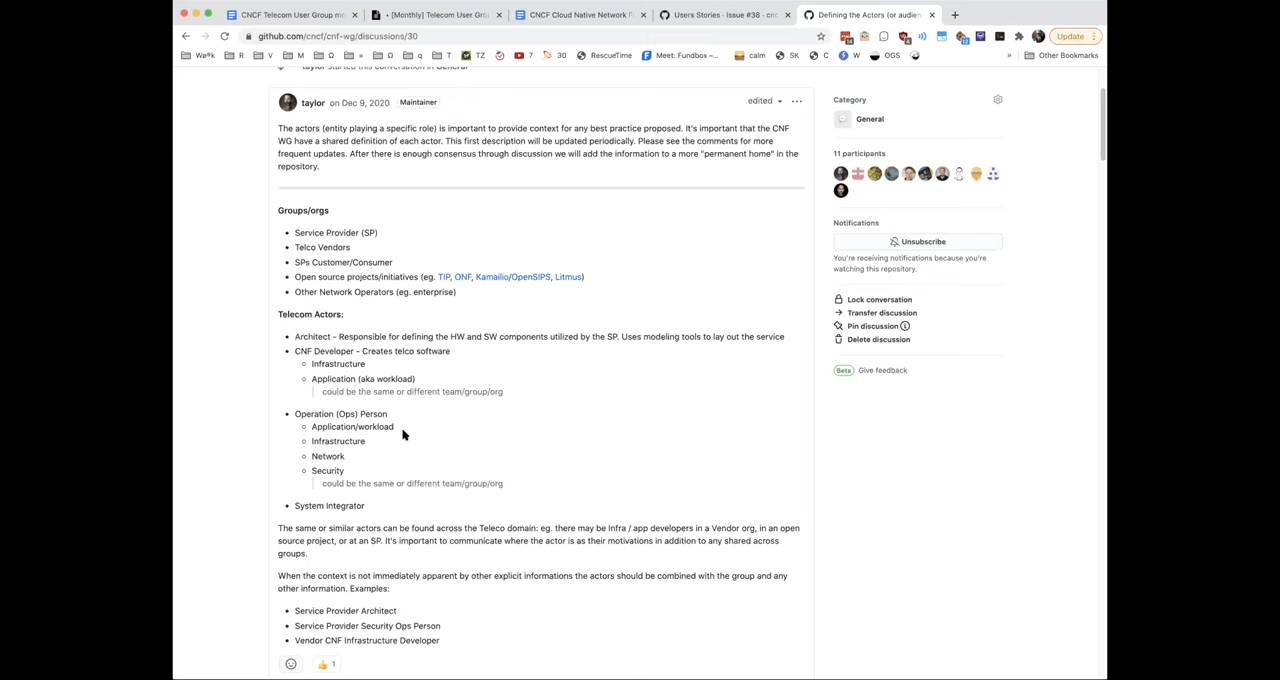 CNCF Telecom User Group me
[Monthly] Telecom User Gro
CNCF Cloud Native Network F
Users Stories · Issue #38 · cnc
Defining the Actors (or audien
github.com/cncf/cnf-wg/discussions/30
Update
R
V
M
Ω
»
Ω
q
T
TZ
7
30
RescueTime
Meet: Fundbox –...
calm
SK
C
W
OGS
»
Other Bookmarks
taylor started this conversation in General
taylor on Dec 9, 2020 Maintainer
edited
The actors (entity playing a specific role) is important to provide context for any best practice proposed. It's important that the CNF
WG have a shared definition of each actor. This first description will be updated periodically. Please see the comments for more
frequent updates. After there is enough consensus through discussion we will add the information to a more "permanent home" in the
repository.
Groups/orgs
• Service Provider (SP)
• Telco Vendors
• SPs Customer/Consumer
• Open source projects/initiatives (eg. TIP, ONF, Kamailio/OpenSIPS, Litmus)
• Other Network Operators (eg. enterprise)
Telecom Actors:
• Architect - Responsible for defining the HW and SW components utilized by the SP. Uses modeling tools to lay out the service
• CNF Developer - Creates telco software
◦ Infrastructure
◦ Application (aka workload)
could be the same or different team/group/org
• Operation (Ops) Person
◦ Application/workload
◦ Infrastructure
◦ Network
◦ Security
could be the same or different team/group/org
• System Integrator
The same or similar actors can be found across the Teleco domain: eg. there may be Infra / app developers in a Vendor org, in an open
source project, or at an SP. It's important to communicate where the actor is as their motivations in addition to any shared across
groups.
When the context is not immediately apparent by other explicit informations the actors should be combined with the group and any
other information. Examples:
• Service Provider Architect
• Service Provider Security Ops Person
• Vendor CNF Infrastructure Developer
1
Category
General
11 participants
Notifications
Unsubscribe
You're receiving notifications because you're
watching this repository.
Lock conversation
Transfer discussion
Pin discussion
Delete discussion
Beta Give feedback